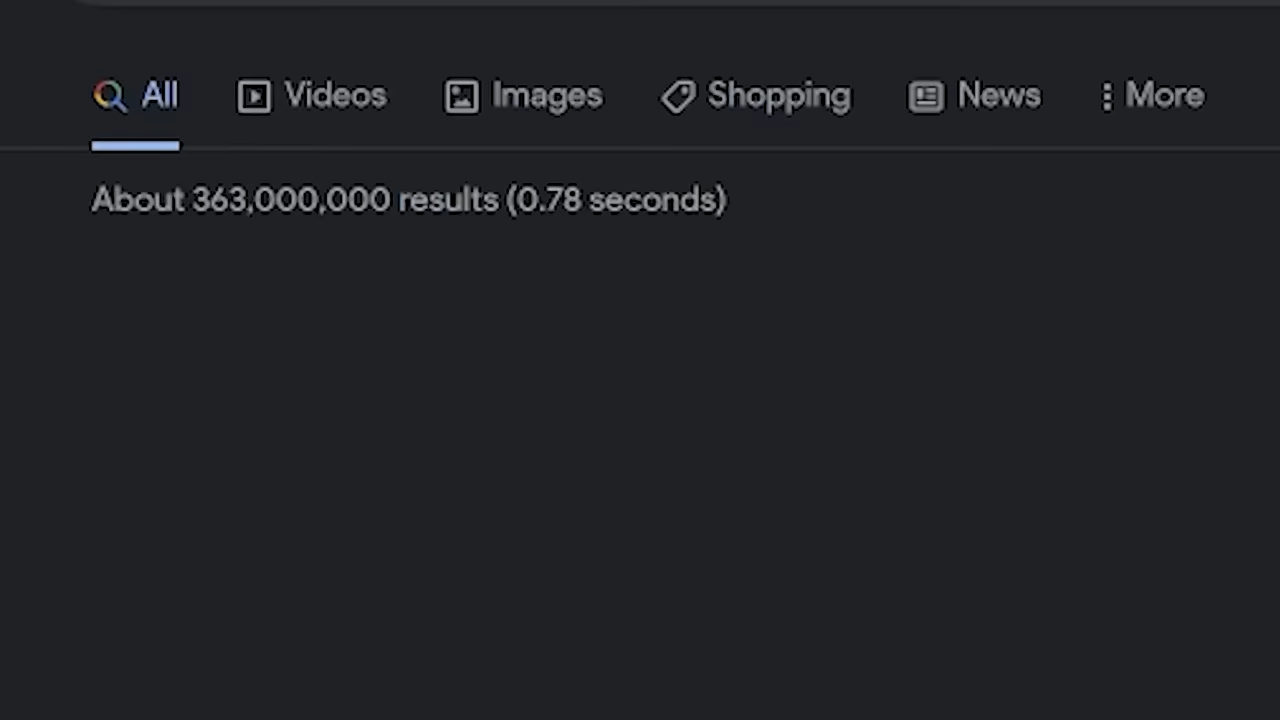 All Videos Images Shopping News More
About 363,000,000 results (0.78 seconds)